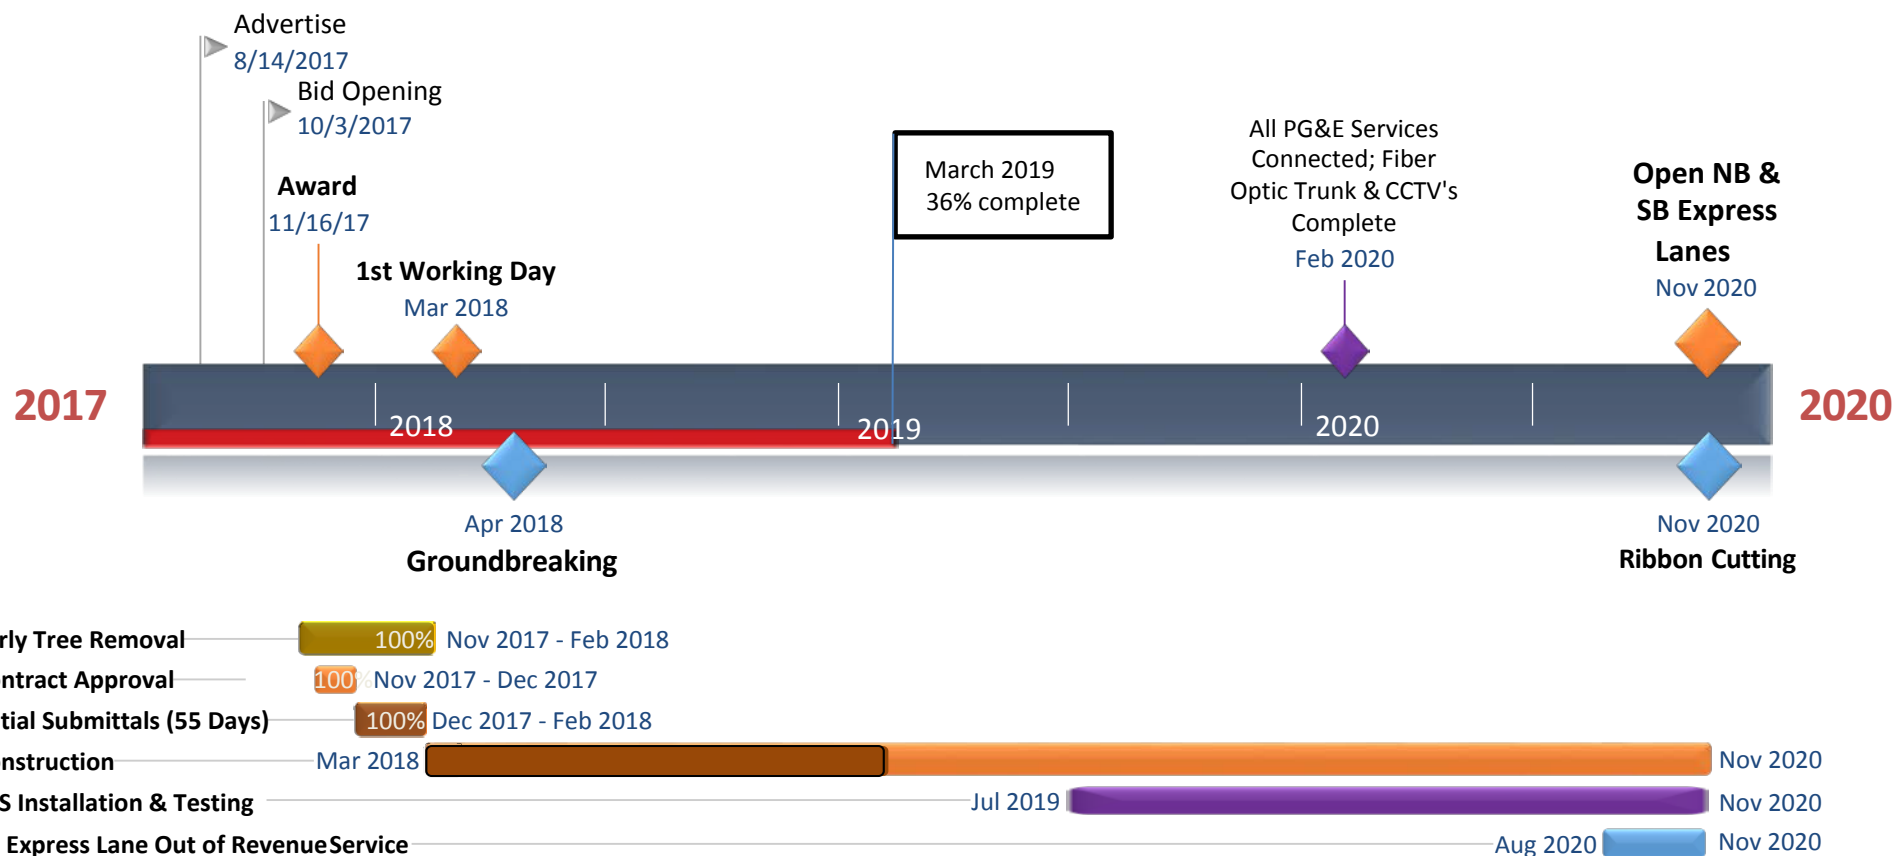 Advertise
8/14/2017
Bid Opening
10/3/2017
Award
11/16/17
1st Working Day
Mar 2018
March 2019
36% complete
All PG&E Services
Connected; Fiber
Optic Trunk & CCTV's
Complete
Feb 2020
Open NB &
SB Express
Lanes
Nov 2020
2017
2018
2019
2020
2020
Apr 2018
Groundbreaking
Nov 2020
Ribbon Cutting
rly Tree Removal 100% Nov 2017 - Feb 2018
ntract Approval 100% Nov 2017 - Dec 2017
tial Submittals (55 Days) 100% Dec 2017 - Feb 2018
nstruction Mar 2018 Nov 2020
S Installation & Testing Jul 2019 Nov 2020
Express Lane Out of Revenue Service Aug 2020 Nov 2020